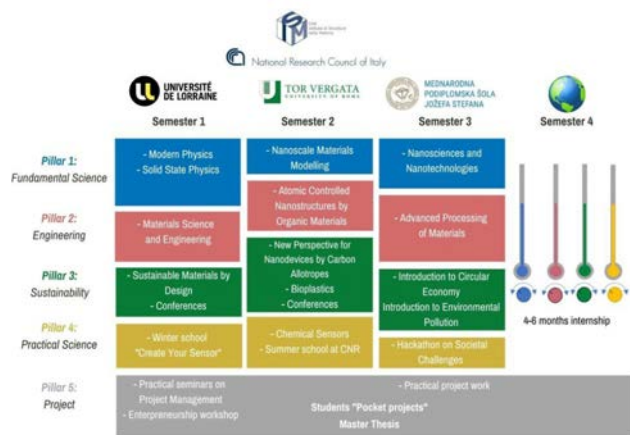 ISM
National Research Council of Italy
UNIVERSITÉ
DE LORRAINE
TOR VERGATA
UNIVERSITY OF ROME
MEDNARODNA
PODIPLOMSKA ŠOLA
JOŽEFA STEFANA
Semester 1
Semester 2
Semester 3
Semester 4
Pillar 1:
Fundamental Science
- Modern Physics
- Solid State Physics
- Nanoscale Materials
Modelling
- Nanosciences and
Nanotechnologies
Pillar 2:
Engineering
- Materials Science
and Engineering
- Atomic Controlled
Nanostructures by
Organic Materials
- Advanced Processing
of Materials
Pillar 3:
Sustainability
- Sustainable Materials by
Design
- Conferences
- New Perspective for
Nanodevices by Carbon
Allotropes
- Bioplastics
- Conferences
- Introduction to Circular
Economy
Introduction to Environmental
Pollution
4-6 months internship
Pillar 4:
Practical Science
- Winter school
"Create Your Sensor"
- Chemical Sensors
- Summer school at CNR
- Hackathon on Societal
Challenges
Pillar 5:
Project
- Practical seminars on
Project Management
- Enterpreneurship workshop
- Practical project work
Students "Pocket projects"
Master Thesis